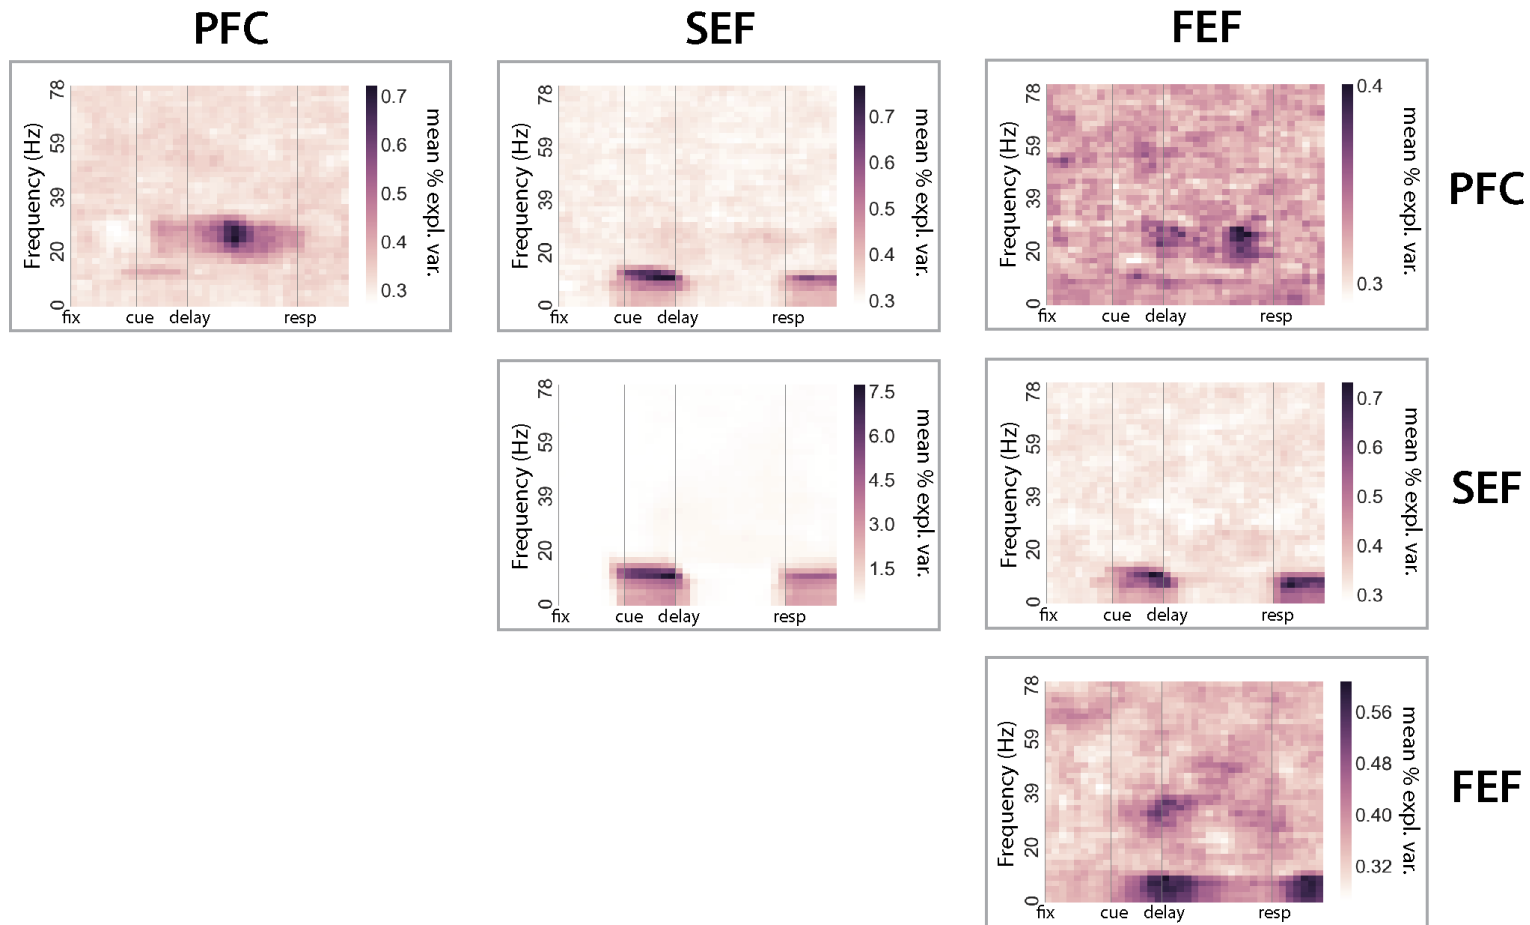 PFC
SEF
FEF
Frequency (Hz)
78
59
39
20
0
fix
cue
delay
resp
0.7
0.6
0.5
0.4
0.3
mean % expl. var.
Frequency (Hz)
78
59
39
20
0
fix
cue
delay
resp
0.7
0.6
0.5
0.4
0.3
mean % expl. var.
Frequency (Hz)
78
59
39
20
0
fix
cue
delay
resp
0.4
0.3
mean % expl. var.
PFC
Frequency (Hz)
78
59
39
20
0
fix
cue
delay
resp
7.5
6.0
4.5
3.0
1.5
mean % expl. var.
Frequency (Hz)
78
59
39
20
0
fix
cue
delay
resp
0.7
0.6
0.5
0.4
0.3
mean % expl. var.
SEF
Frequency (Hz)
78
59
39
20
0
fix
cue
delay
resp
0.56
0.48
0.40
0.32
mean % expl. var.
FEF